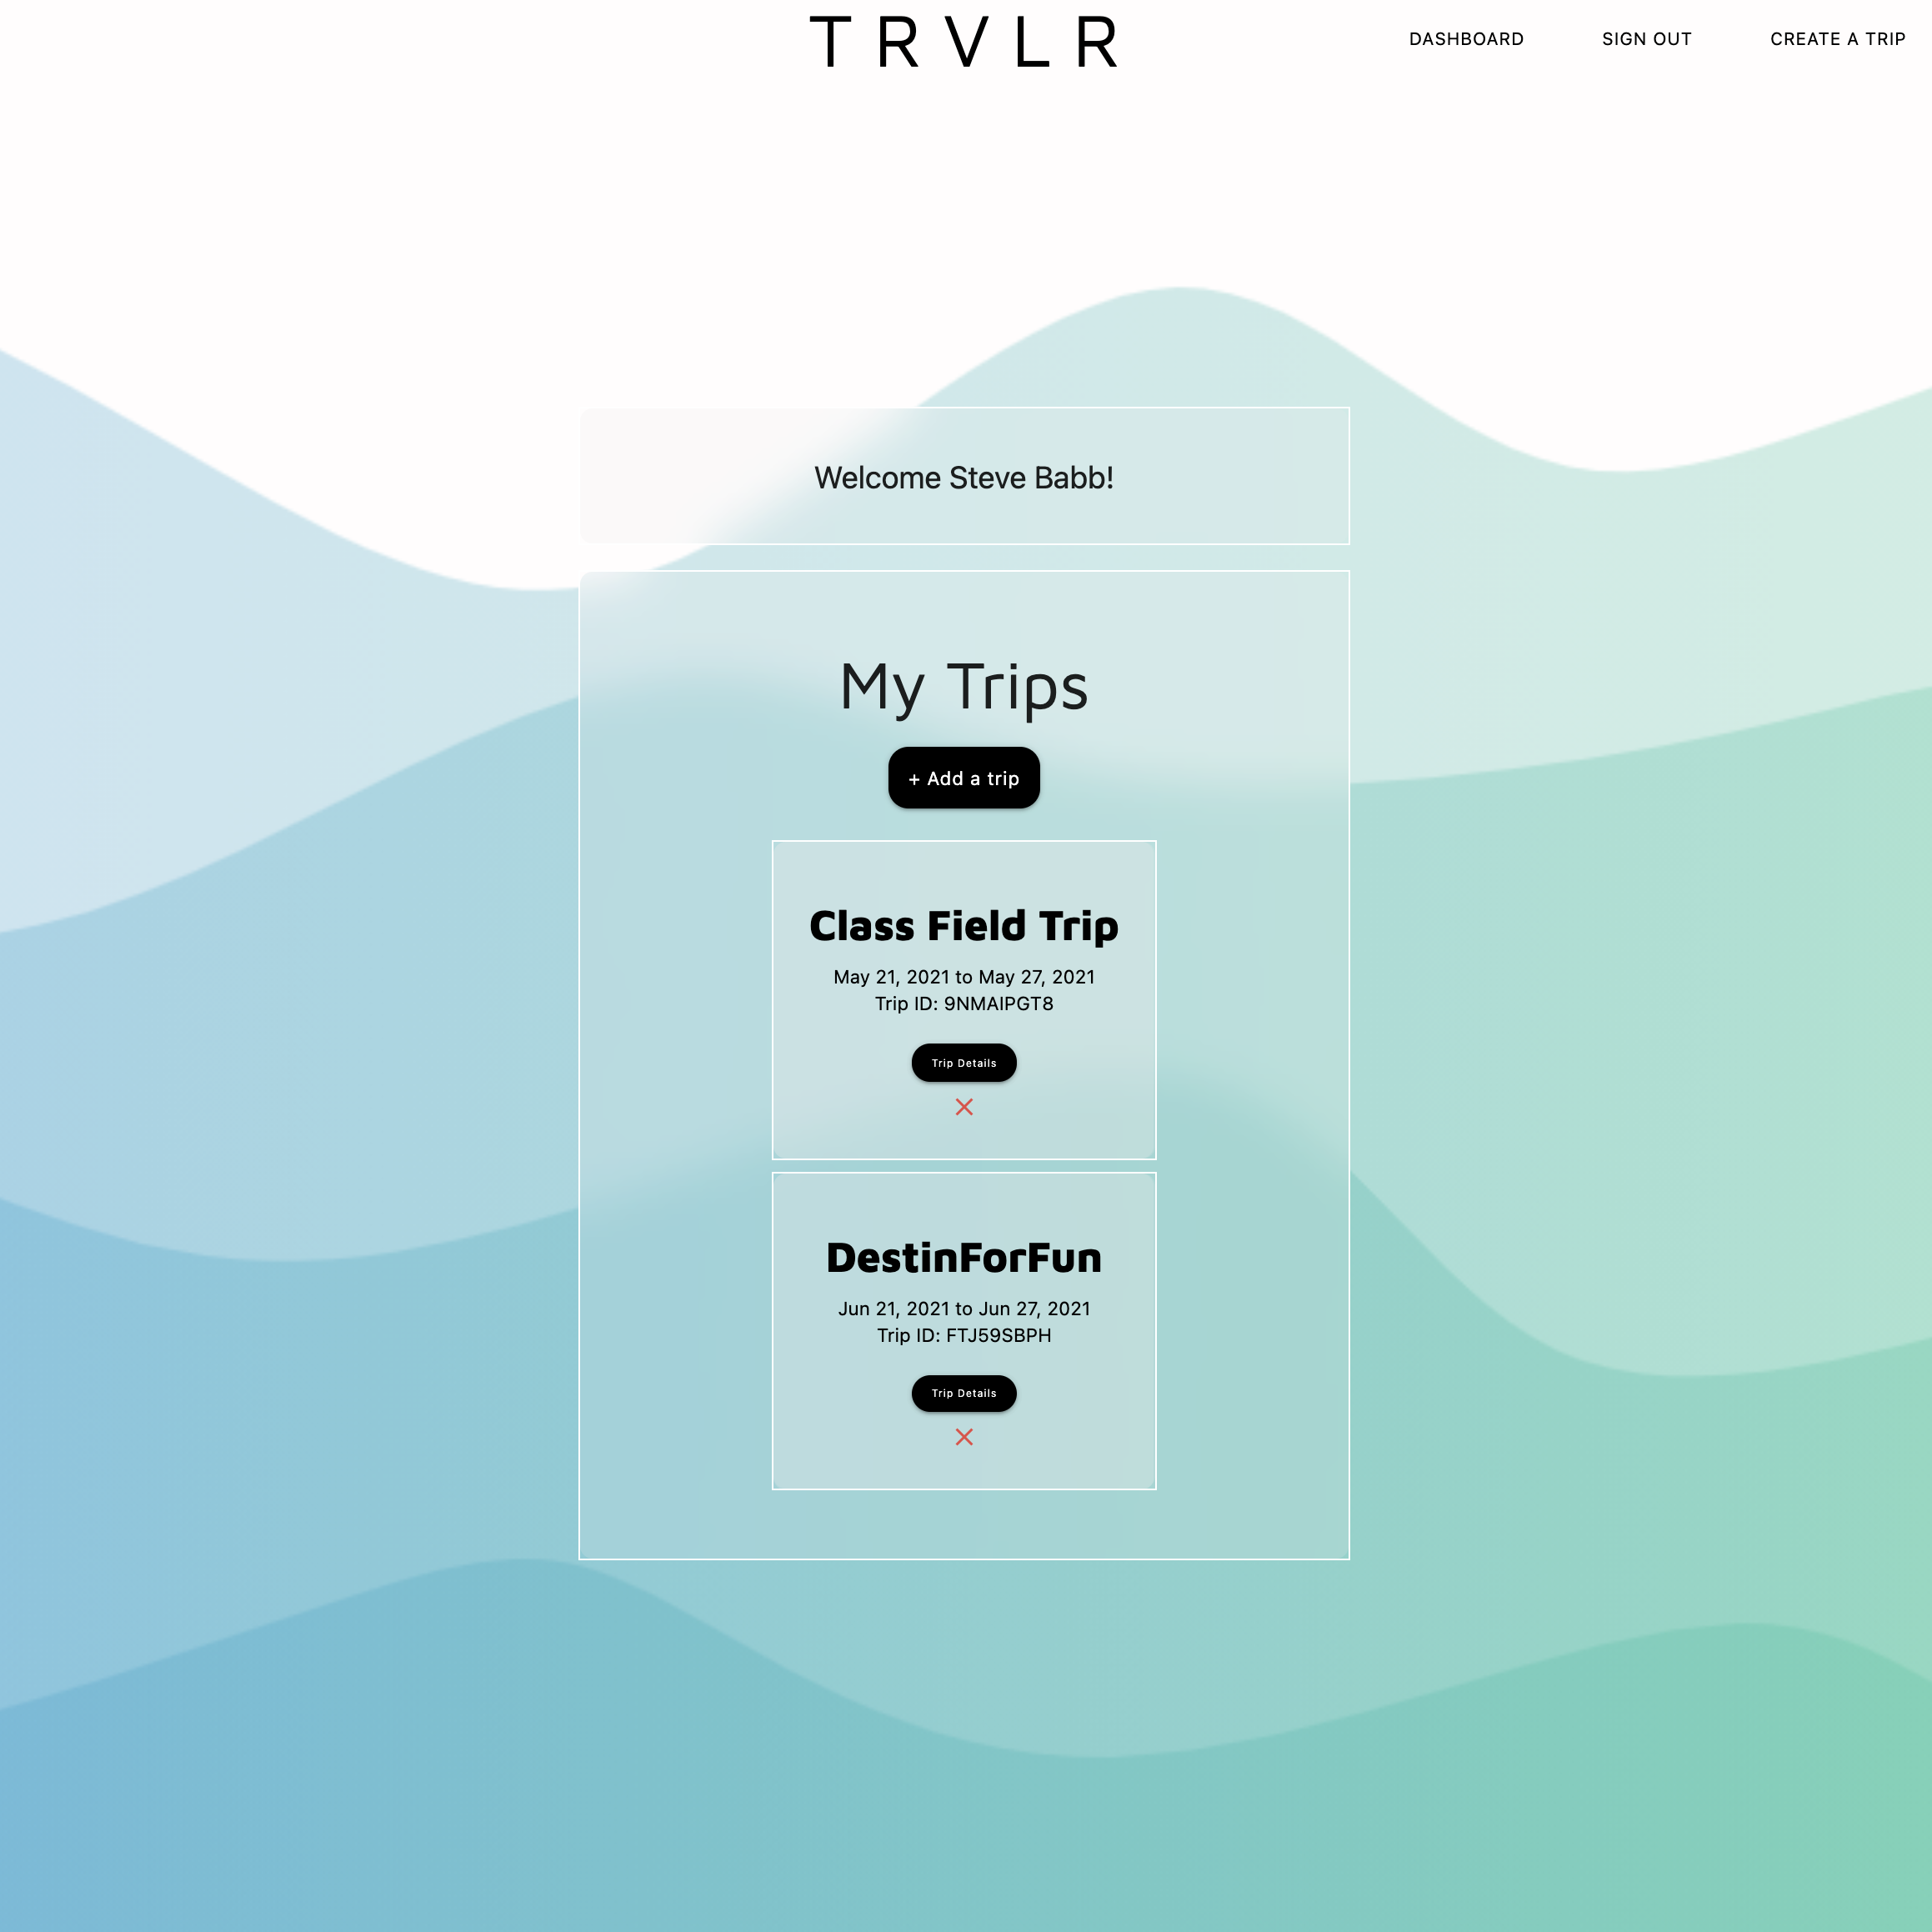 TRVLR
DASHBOARD SIGN OUT CREATE A TRIP
Welcome Steve Babb!
My Trips
+ Add a trip
Class Field Trip
May 21, 2021 to May 27, 2021
Trip ID: 9NMAIPGT8
Trip Details
DestinForFun
Jun 21, 2021 to Jun 27, 2021
Trip ID: FTJ59SBPH
Trip Details